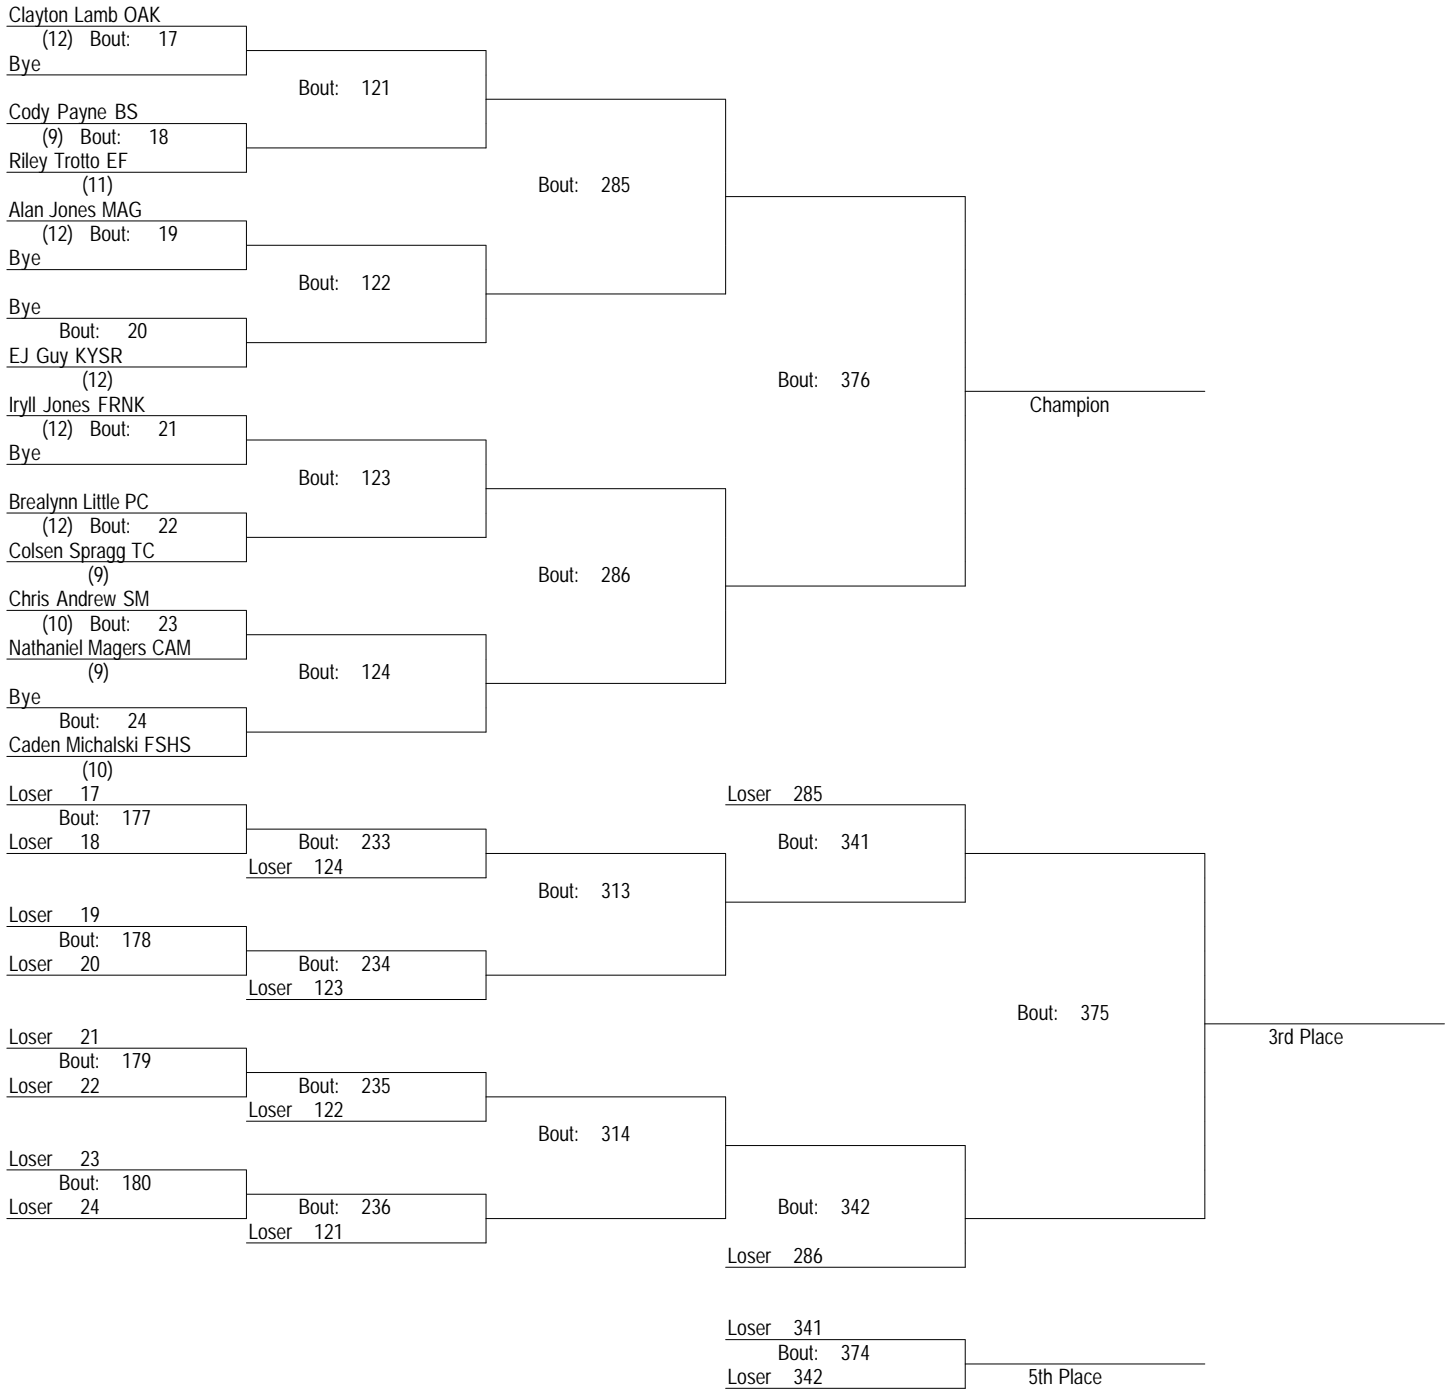 Clayton Lamb OAK
(12) Bout: 17
Bye
Bout: 121
Cody Payne BS
(9) Bout: 18
Riley Trotto EF
(11)
Bout: 285
Alan Jones MAG
(12) Bout: 19
Bye
Bout: 122
Bye
Bout: 20
EJ Guy KYSR
(12)
Bout: 376
Champion
Iryll Jones FRNK
(12) Bout: 21
Bye
Bout: 123
Brealynn Little PC
(12) Bout: 22
Colsen Spragg TC
(9)
Bout: 286
Chris Andrew SM
(10) Bout: 23
Nathaniel Magers CAM
(9)
Bout: 124
Bye
Bout: 24
Caden Michalski FSHS
(10)
Loser 17
Bout: 177
Loser 18
Bout: 233
Loser 124
Bout: 313
Loser 285
Bout: 341
Loser 19
Bout: 178
Loser 20
Bout: 234
Loser 123
Bout: 375
3rd Place
Loser 21
Bout: 179
Loser 22
Bout: 235
Loser 122
Bout: 314
Loser 23
Bout: 180
Loser 24
Bout: 236
Loser 121
Bout: 342
Loser 286
Loser 341
Bout: 374
Loser 342
5th Place